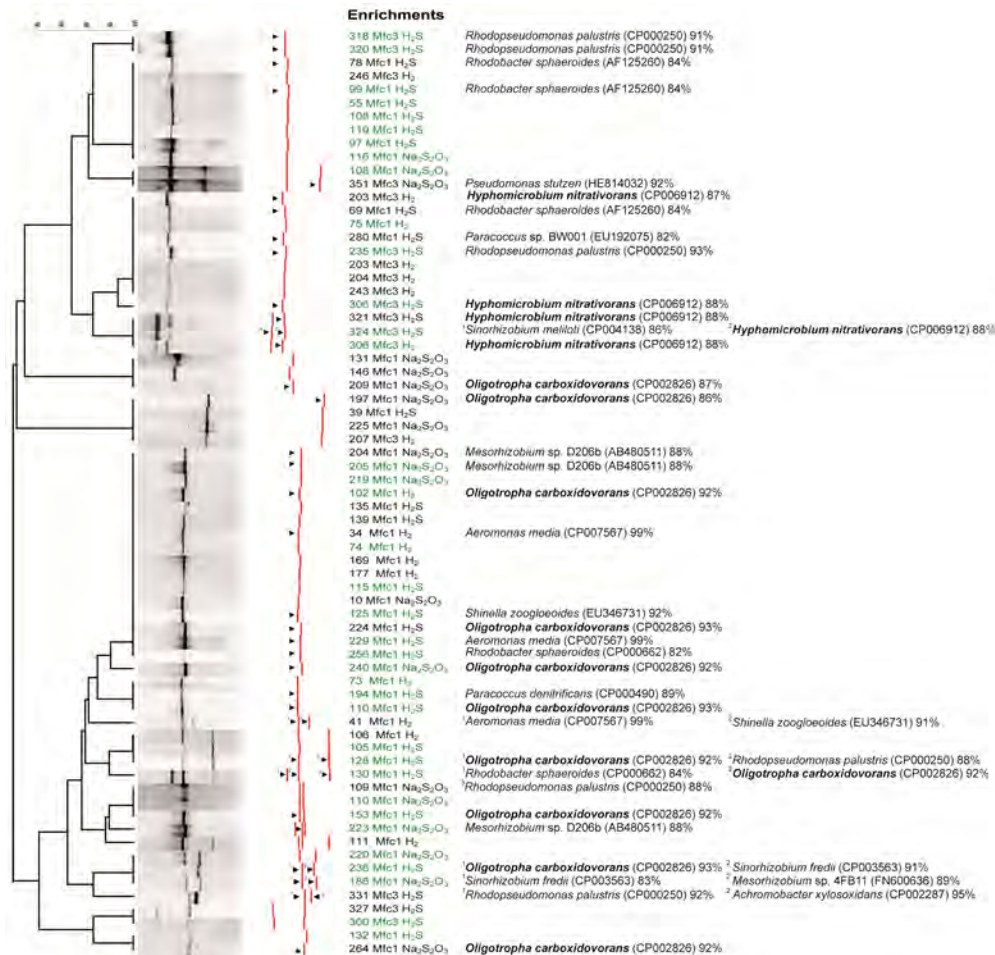 Enrichments
318 Mfc3 H₂S Rhodopseudomonas palustris (CP000250) 91%
320 Mfc3 H₂S Rhodopseudomonas palustris (CP000250) 91%
78 Mfc1 H₂S Rhodobacter sphaeroides (AF125260) 84%
246 Mfc3 H₂
99 Mfc1 H₂S Rhodobacter sphaeroides (AF125260) 84%
55 Mfc1 H₂S
108 Mfc1 H₂S
119 Mfc1 H₂S
97 Mfc1 H₂S
116 Mfc1 Na₂S₂O₃
108 Mfc1 Na₂S₂O₃
351 Mfc3 Na₂S₂O₃ Pseudomonas stutzeri (HE814032) 92%
203 Mfc3 H₂ Hyphomicrobium nitrativorans (CP006912) 87%
69 Mfc1 H₂S Rhodobacter sphaeroides (AF125260) 84%
75 Mfc1 H₂
280 Mfc1 H₂S Paracoccus sp. BW001 (EU192075) 82%
235 Mfc3 H₂S Rhodopseudomonas palustris (CP000250) 93%
203 Mfc3 H₂
204 Mfc3 H₂
243 Mfc3 H₂
306 Mfc3 H₂S Hyphomicrobium nitrativorans (CP006912) 88%
321 Mfc3 H₂S Hyphomicrobium nitrativorans (CP006912) 88%
324 Mfc3 H₂S ¹Sinorhizobium meliloti (CP004138) 86% ²Hyphomicrobium nitrativorans (CP006912) 88%
306 Mfc3 H₂ Hyphomicrobium nitrativorans (CP006912) 88%
131 Mfc1 Na₂S₂O₃
146 Mfc1 Na₂S₂O₃
209 Mfc1 Na₂S₂O₃ Oligotropha carboxidovorans (CP002826) 87%
197 Mfc1 Na₂S₂O₃ Oligotropha carboxidovorans (CP002826) 86%
39 Mfc1 H₂S
225 Mfc1 Na₂S₂O₃
207 Mfc3 H₂
204 Mfc1 Na₂S₂O₃ Mesorhizobium sp. D206b (AB480511) 88%
205 Mfc1 Na₂S₂O₃ Mesorhizobium sp. D206b (AB480511) 88%
219 Mfc1 Na₂S₂O₃
102 Mfc1 H₂ Oligotropha carboxidovorans (CP002826) 92%
135 Mfc1 H₂S
139 Mfc1 H₂S
34 Mfc1 H₂ Aeromonas media (CP007567) 99%
74 Mfc1 H₂
169 Mfc1 H₂
177 Mfc1 H₂
115 Mfc1 H₂S
10 Mfc1 Na₂S₂O₃
125 Mfc1 H₂S Shinella zoogloeoides (EU346731) 92%
224 Mfc1 H₂S Oligotropha carboxidovorans (CP002826) 93%
229 Mfc1 H₂S Aeromonas media (CP007567) 99%
256 Mfc1 H₂S Rhodobacter sphaeroides (CP000662) 82%
240 Mfc1 Na₂S₂O₃ Oligotropha carboxidovorans (CP002826) 92%
73 Mfc1 H₂
194 Mfc1 H₂S Paracoccus denitrificans (CP000490) 89%
110 Mfc1 H₂S Oligotropha carboxidovorans (CP002826) 93%
41 Mfc1 H₂ ¹Aeromonas media (CP007567) 99% ²Shinella zoogloeoides (EU346731) 91%
106 Mfc1 H₂
105 Mfc1 H₂S
128 Mfc1 H₂S ¹Oligotropha carboxidovorans (CP002826) 92% ²Rhodopseudomonas palustris (CP000250) 88%
130 Mfc1 H₂S ¹Rhodobacter sphaeroides (CP000662) 84% ²Oligotropha carboxidovorans (CP002826) 92%
109 Mfc1 Na₂S₂O₃ ³Rhodopseudomonas palustris (CP000250) 88%
110 Mfc1 Na₂S₂O₃
153 Mfc1 H₂S Oligotropha carboxidovorans (CP002826) 92%
223 Mfc1 Na₂S₂O₃ Mesorhizobium sp. D206b (AB480511) 88%
111 Mfc1 H₂
220 Mfc1 Na₂S₂O₃
236 Mfc1 H₂S ¹Oligotropha carboxidovorans (CP002826) 93% ²Sinorhizobium fredii (CP003563) 91%
188 Mfc1 Na₂S₂O₃ ¹Sinorhizobium fredii (CP003563) 83% ²Mesorhizobium sp. 4FB11 (FN600636) 89%
331 Mfc3 H₂S ¹Rhodopseudomonas palustris (CP000250) 92% ²Achromobacter xylosoxidans (CP002287) 95%
327 Mfc3 H₂S
300 Mfc3 H₂S
132 Mfc1 H₂S
264 Mfc1 Na₂S₂O₃ Oligotropha carboxidovorans (CP002826) 92%